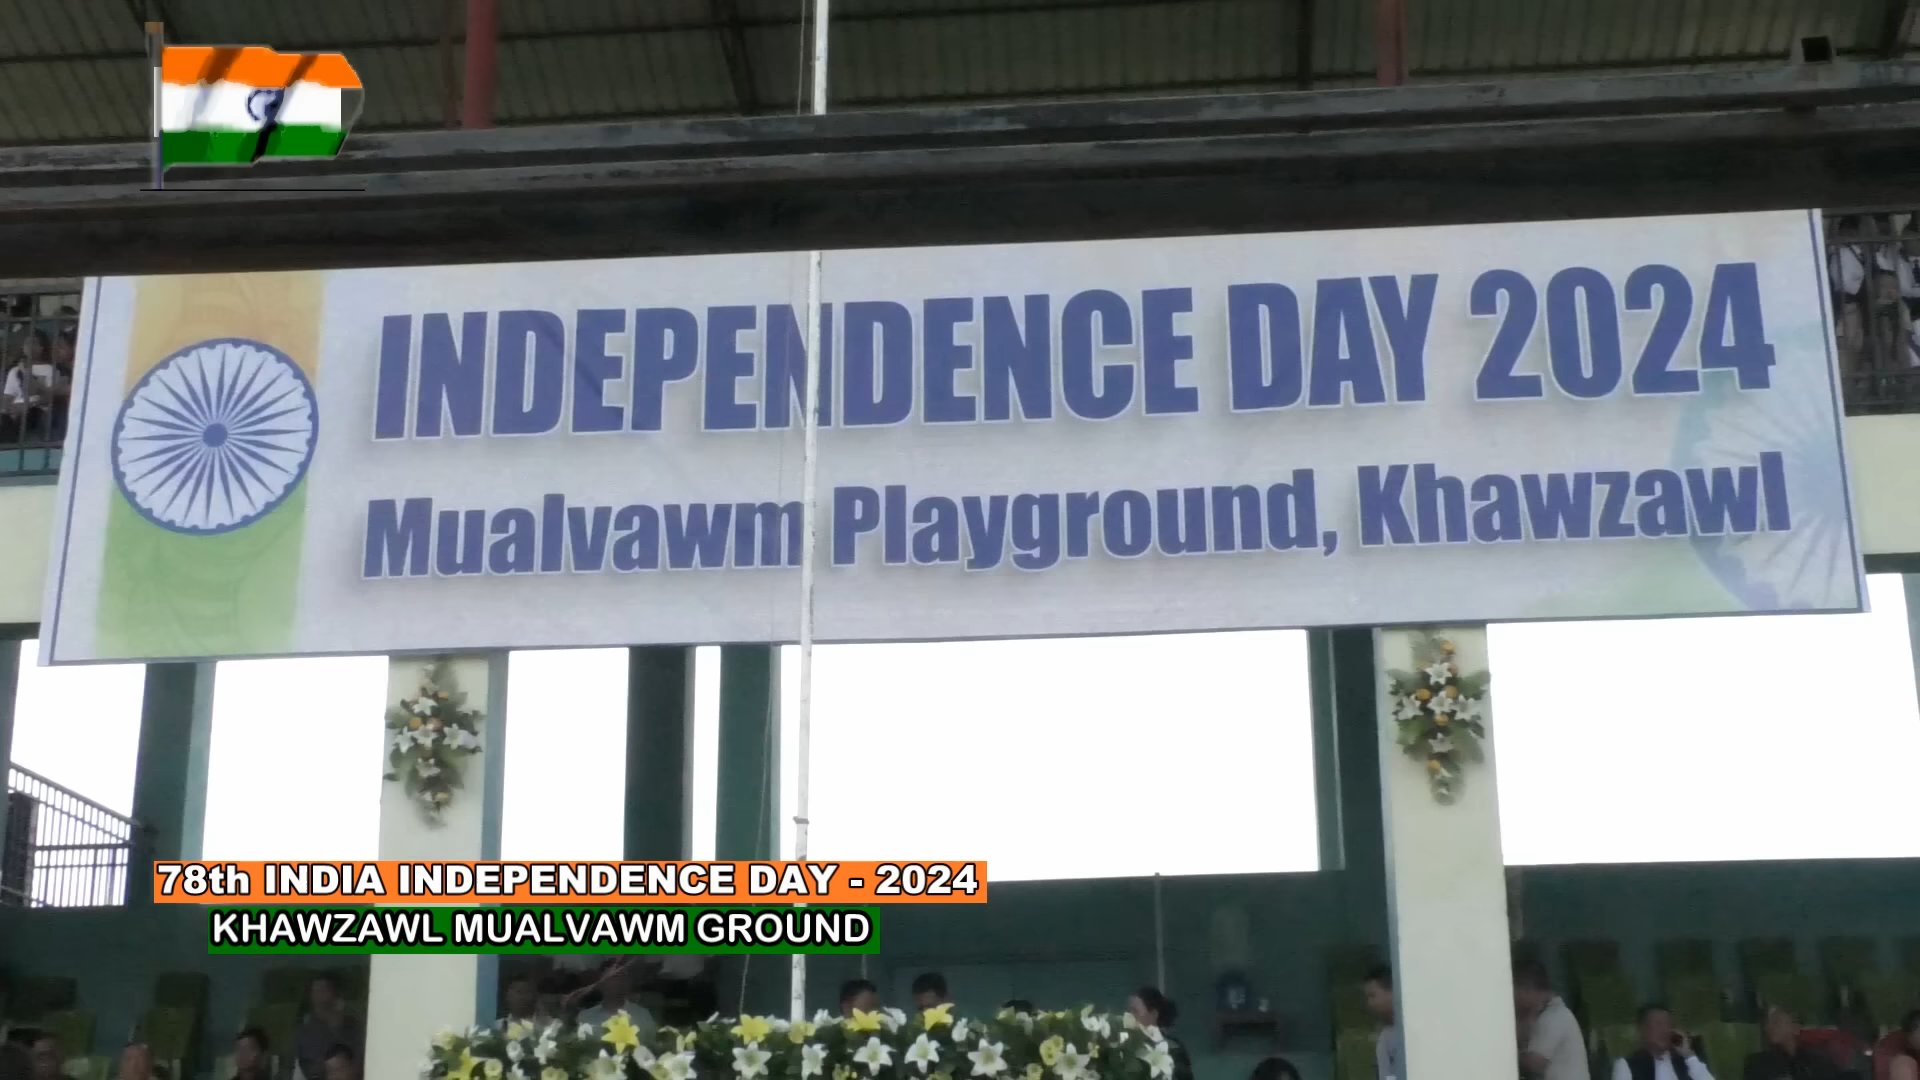 INDEPENDENCE DAY 2024
Mualvawm Playground, Khawzawl
78th INDIA INDEPENDENCE DAY - 2024
KHAWZAWL MUALVAWM GROUND